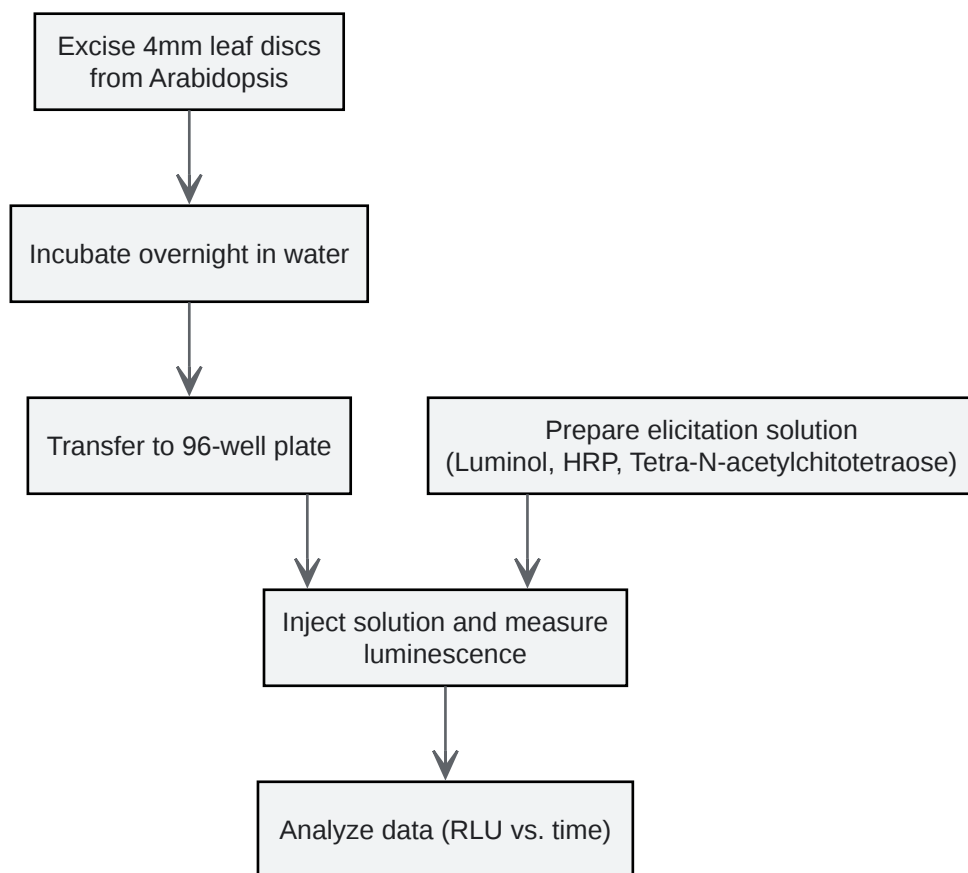 Excise 4mm leaf discs
from Arabidopsis
Incubate overnight in water
Transfer to 96-well plate
Prepare elicitation solution
(Luminol, HRP, Tetra-N-acetylchitotetraose)
Inject solution and measure
luminescence
Analyze data (RLU vs. time)